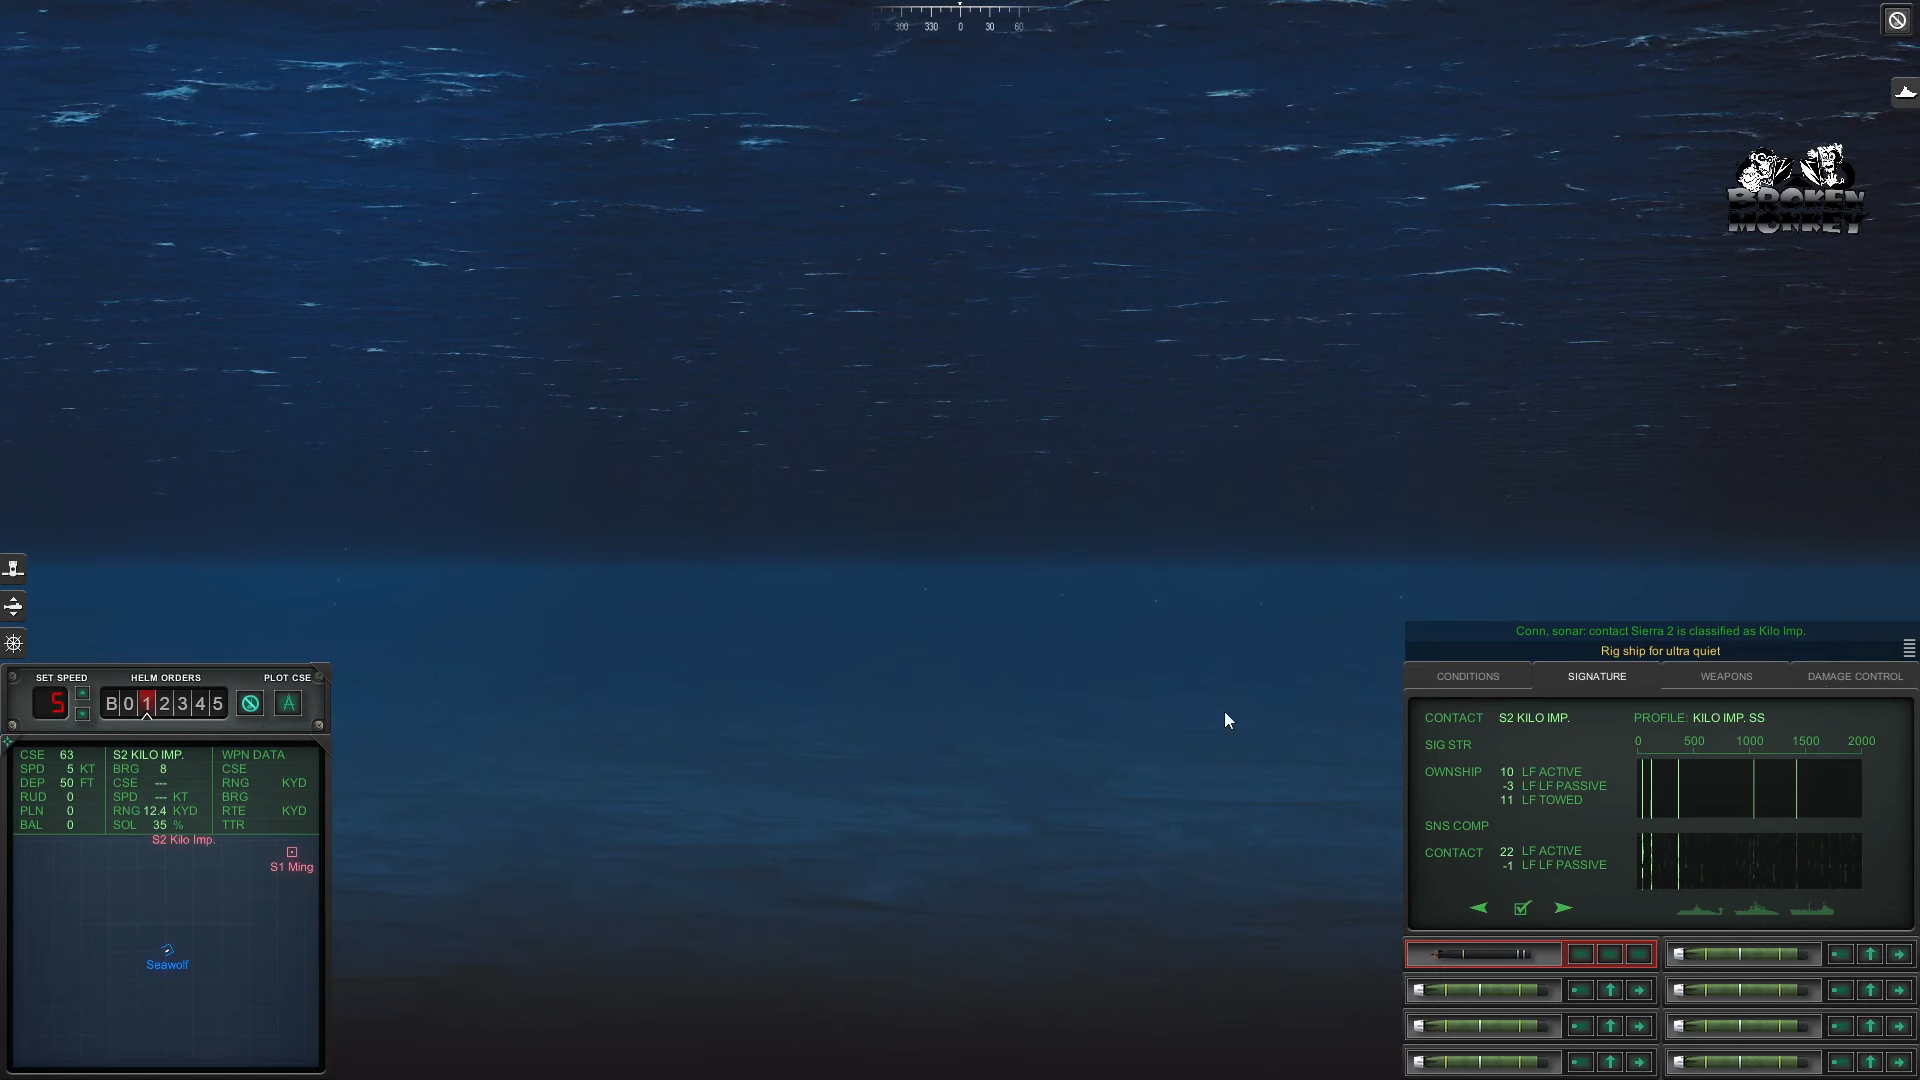 300 330 0 30 60
BROKEN
MONKEY
Conn, sonar: contact Sierra 2 is classified as Kilo Imp.
Rig ship for ultra quiet
SET SPEED HELM ORDERS PLOT CSE
5 B 0 1 2 3 4 5
CONDITIONS SIGNATURE WEAPONS DAMAGE CONTROL
CSE 63 S2 KILO IMP. WPN DATA
SPD 5 KT BRG 8 CSE
DEP 50 FT CSE --- RNG KYD
RUD 0 SPD --- KT BRG
PLN 0 RNG 12.4 KYD RTE KYD
BAL 0 SOL 35 % TTR
S2 Kilo Imp.
S1 Ming
Seawolf
CONTACT S2 KILO IMP. PROFILE: KILO IMP. SS
SIG STR 0 500 1000 1500 2000
OWNSHIP 10 LF ACTIVE
-3 LF LF PASSIVE
11 LF TOWED
SNS COMP
CONTACT 22 LF ACTIVE
-1 LF LF PASSIVE